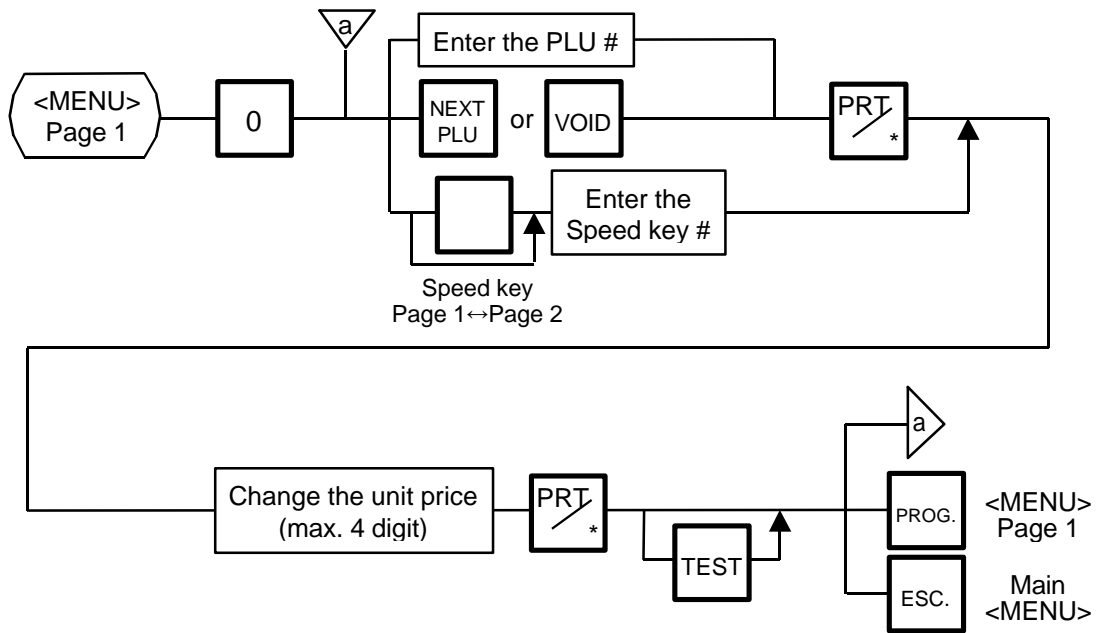 a
Enter the PLU #
<MENU>
Page 1
0
NEXT
PLU
or
VOID
PRT
*
Enter the
Speed key #
Speed key
Page 1↔Page 2
a
Change the unit price
(max. 4 digit)
PRT
*
TEST
PROG.
<MENU>
Page 1
ESC.
Main
<MENU>